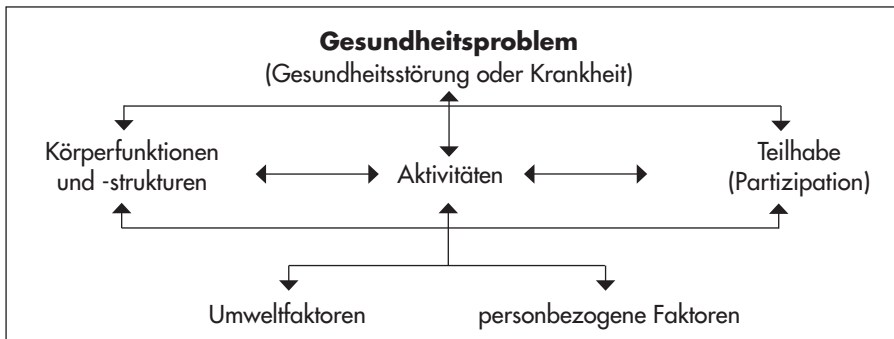 Gesundheitsproblem
(Gesundheitsstörung oder Krankheit)
Körperfunktionen
und -strukturen
Aktivitäten
Teilhabe
(Partizipation)
Umweltfaktoren
personbezogene Faktoren